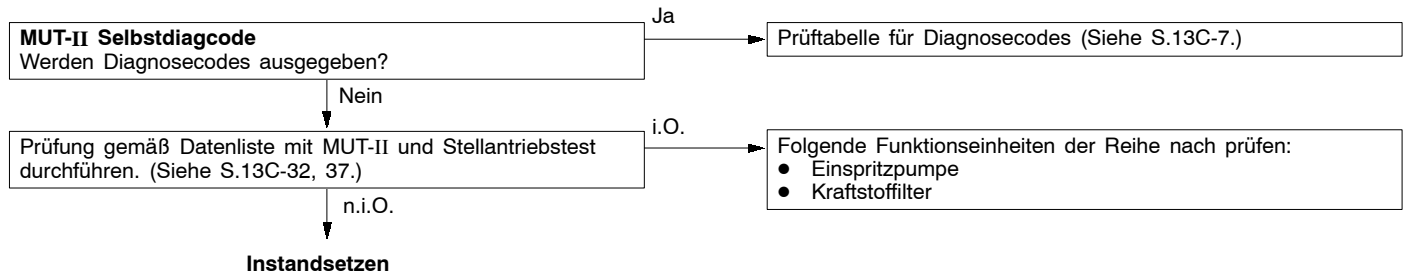 MUT-II Selbstdiagcode
Werden Diagnosecodes ausgegeben?
Ja
Prüftabelle für Diagnosecodes (Siehe S.13C-7.)
Nein
Prüfung gemäß Datenliste mit MUT-II und Stellantriebstest
durchführen. (Siehe S.13C-32, 37.)
i.O.
Folgende Funktionseinheiten der Reihe nach prüfen:
● Einspritzpumpe
● Kraftstoffilter
n.i.O.
Instandsetzen